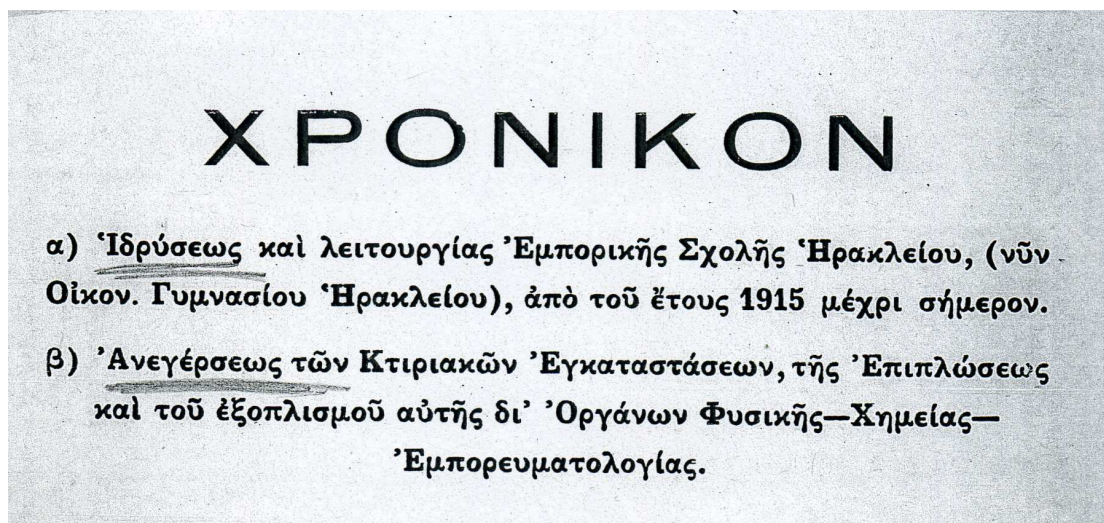 ΧΡΟΝΙΚΟΝ
α) Ἱδρύσεως καὶ λειτουργίας Ἐμπορικῆς Σχολῆς Ἡρακλείου, (νῦν
Οἰκον. Γυμνασίου Ἡρακλείου), ἀπὸ τοῦ ἔτους 1915 μέχρι σήμερον.
β) Ἀνεγέρσεως τῶν Κτιριακῶν Ἐγκαταστάσεων, τῆς Ἐπιπλώσεως
καὶ τοῦ ἐξοπλισμοῦ αὐτῆς δι’ Ὀργάνων Φυσικῆς—Χημείας—
Ἐμπορευματολογίας.